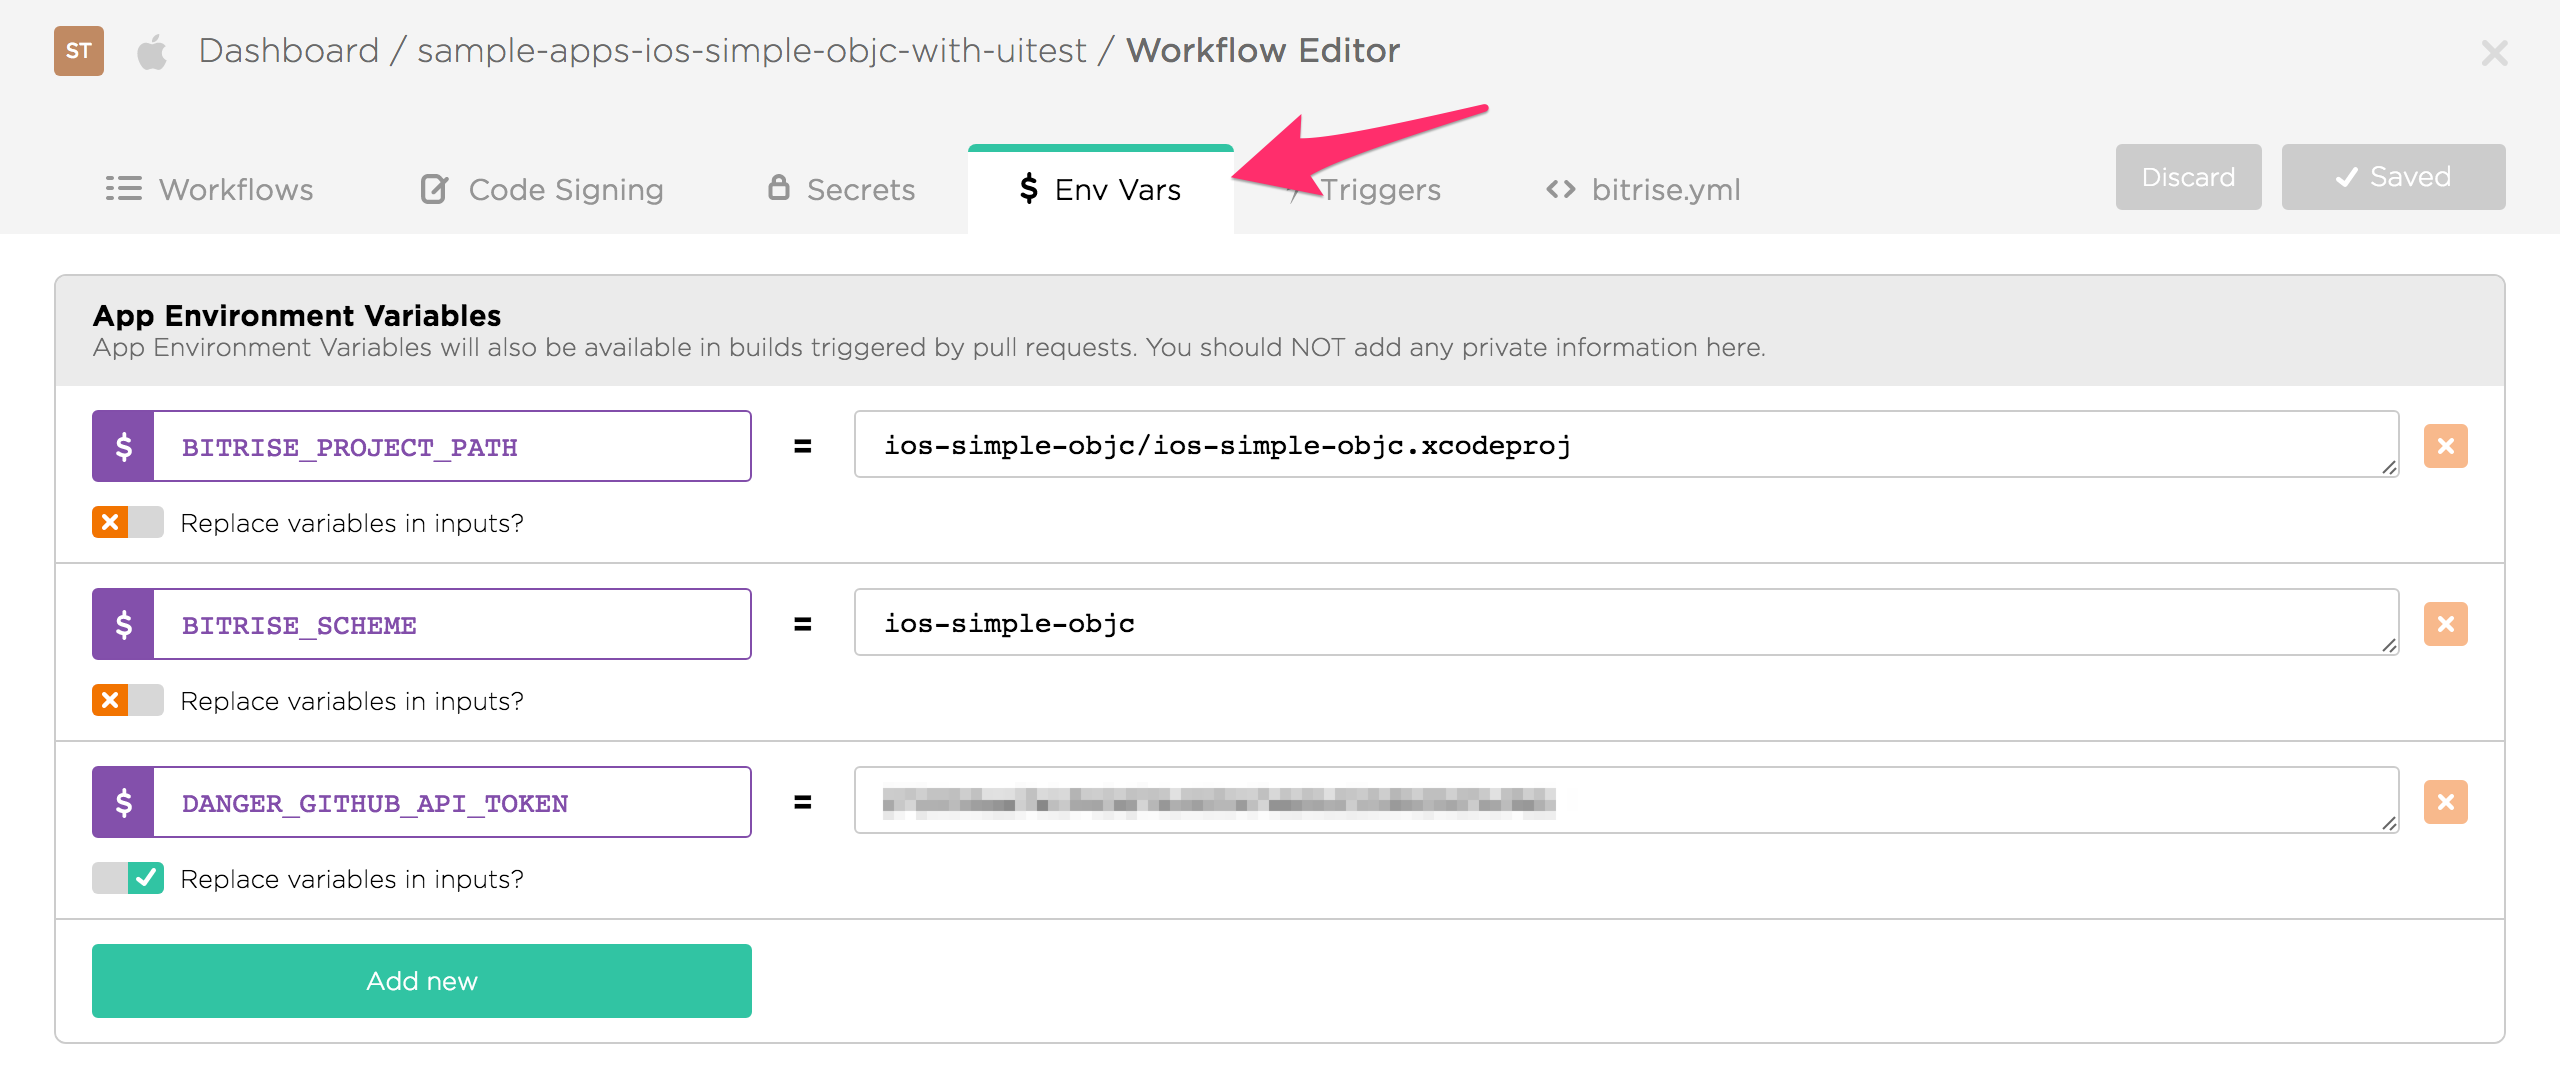 ST Dashboard / sample-apps-ios-simple-objc-with-uitest / Workflow Editor
Workflows Code Signing Secrets $ Env Vars Triggers <> bitrise.yml Discard Saved
App Environment Variables
App Environment Variables will also be available in builds triggered by pull requests. You should NOT add any private information here.
$ BITRISE_PROJECT_PATH = ios-simple-objc/ios-simple-objc.xcodeproj
Replace variables in inputs?
$ BITRISE_SCHEME = ios-simple-objc
Replace variables in inputs?
$ DANGER_GITHUB_API_TOKEN =
Replace variables in inputs?
Add new